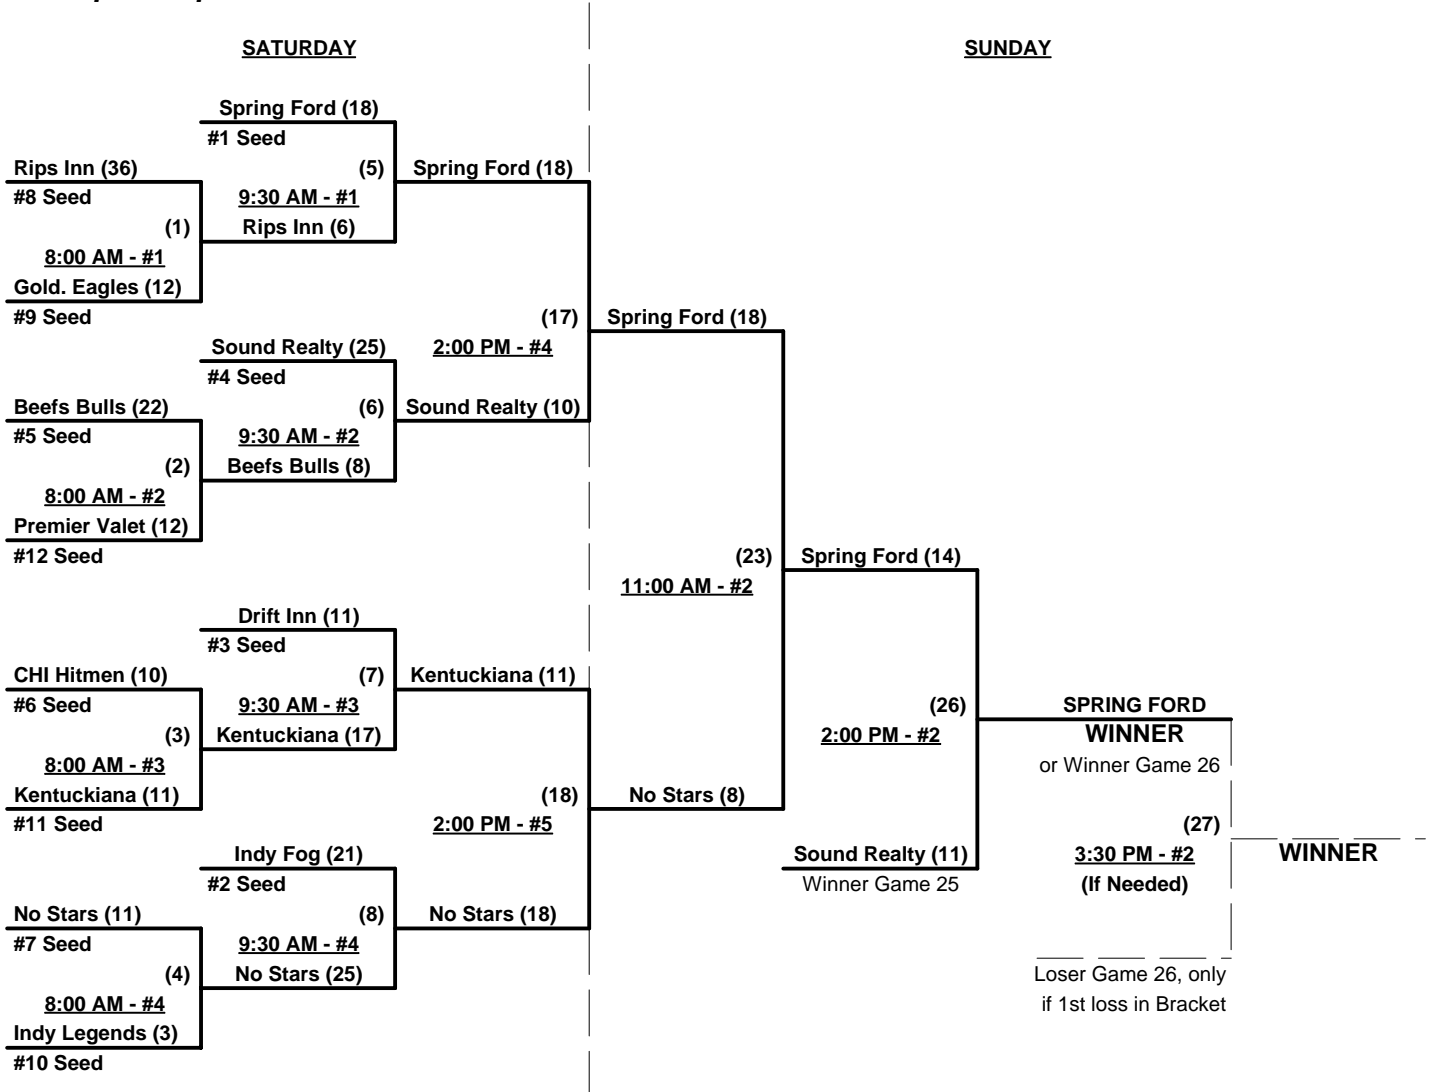 SATURDAY
SUNDAY
Spring Ford (18)
#1 Seed
Rips Inn (36)
(5)
Spring Ford (18)
#8 Seed
9:30 AM - #1
(1)
Rips Inn (6)
8:00 AM - #1
Gold. Eagles (12)
#9 Seed
(17)
Spring Ford (18)
Sound Realty (25)
2:00 PM - #4
#4 Seed
Beefs Bulls (22)
(6)
Sound Realty (10)
#5 Seed
9:30 AM - #2
(2)
Beefs Bulls (8)
8:00 AM - #2
Premier Valet (12)
#12 Seed
(23)
Spring Ford (14)
11:00 AM - #2
Drift Inn (11)
#3 Seed
CHI Hitmen (10)
(7)
Kentuckiana (11)
#6 Seed
9:30 AM - #3
(26)
SPRING FORD
(3)
Kentuckiana (17)
2:00 PM - #2
WINNER
8:00 AM - #3
or Winner Game 26
Kentuckiana (11)
(18)
No Stars (8)
#11 Seed
2:00 PM - #5
(27)
Indy Fog (21)
Sound Realty (11)
3:30 PM - #2
WINNER
#2 Seed
Winner Game 25
(If Needed)
No Stars (11)
(8)
No Stars (18)
#7 Seed
9:30 AM - #4
(4)
No Stars (25)
Loser Game 26, only
8:00 AM - #4
if 1st loss in Bracket
Indy Legends (3)
#10 Seed